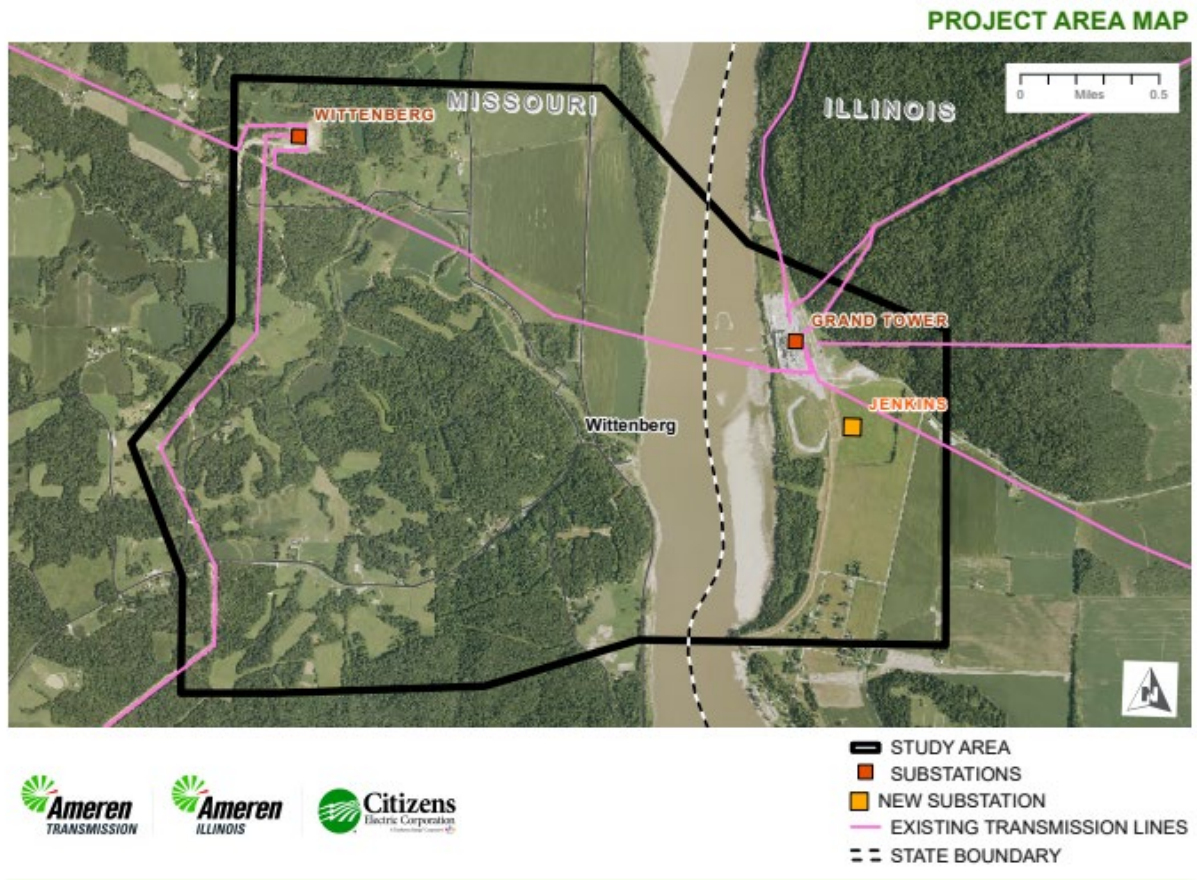 PROJECT AREA MAP
MISSOURI
ILLINOIS
0 Miles 0.5
WITTENBERG
GRAND TOWER
JENKINS
Wittenberg
N
STUDY AREA
SUBSTATIONS
NEW SUBSTATION
EXISTING TRANSMISSION LINES
STATE BOUNDARY
Ameren
TRANSMISSION
Ameren
ILLINOIS
Citizens
Electric Corporation